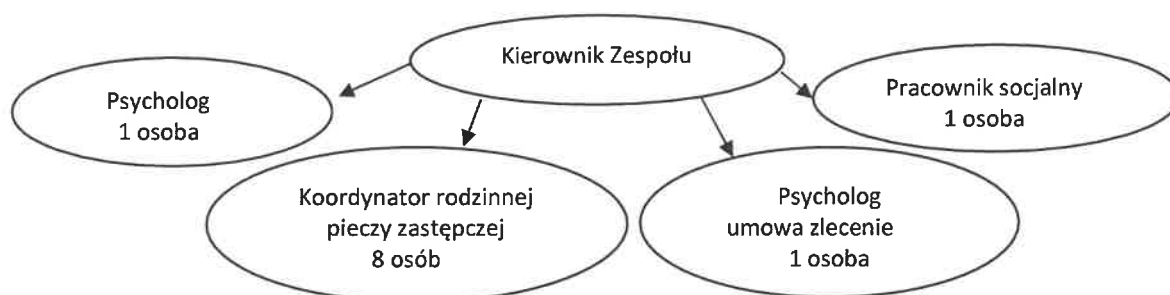 Kierownik Zespołu
Psycholog
1 osoba
Pracownik socjalny
1 osoba
Koordynator rodzinnej
pieczy zastępczej
8 osób
Psycholog
umowa zlecenie
1 osoba